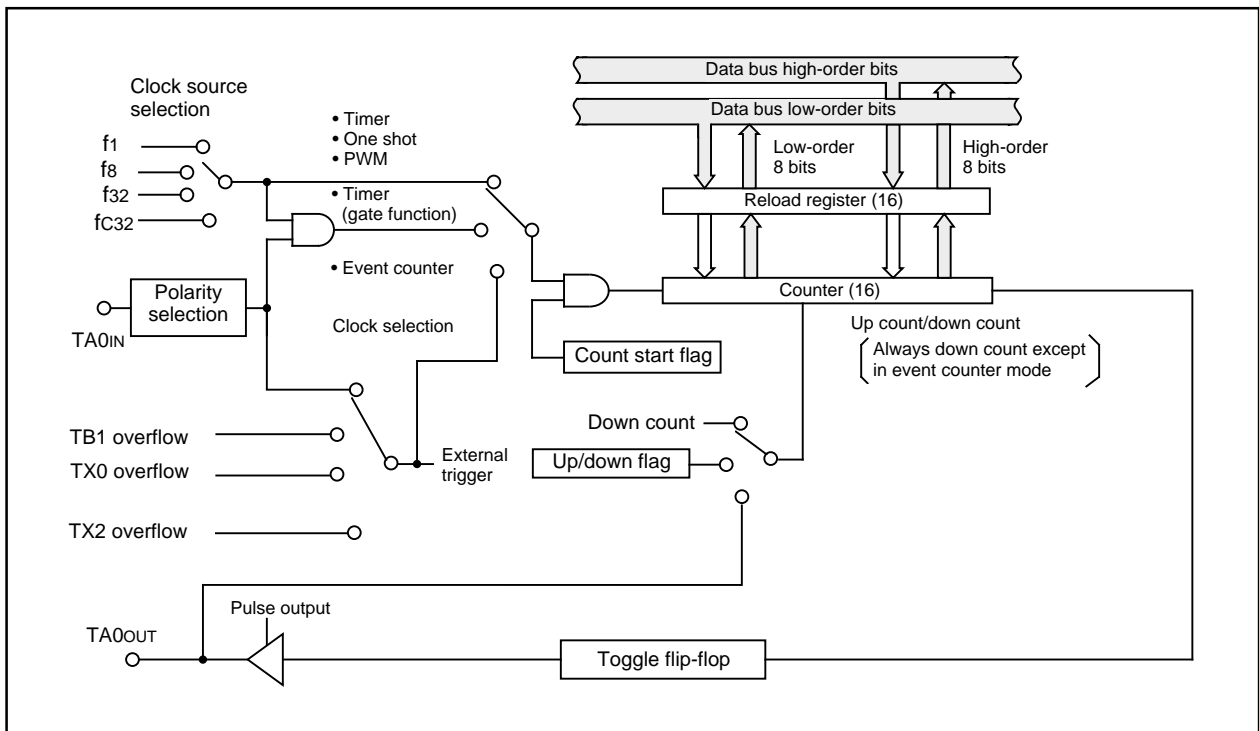 Clock source
selection
f1
f8
f32
fC32
• Timer
• One shot
• PWM
• Timer
(gate function)
• Event counter
Clock selection
Polarity
selection
TA0IN
TB1 overflow
TX0 overflow
TX2 overflow
External
trigger
Data bus high-order bits
Data bus low-order bits
Low-order
8 bits
High-order
8 bits
Reload register (16)
Counter (16)
Count start flag
Up count/down count
Always down count except
in event counter mode
Down count
Up/down flag
Pulse output
TA0OUT
Toggle flip-flop